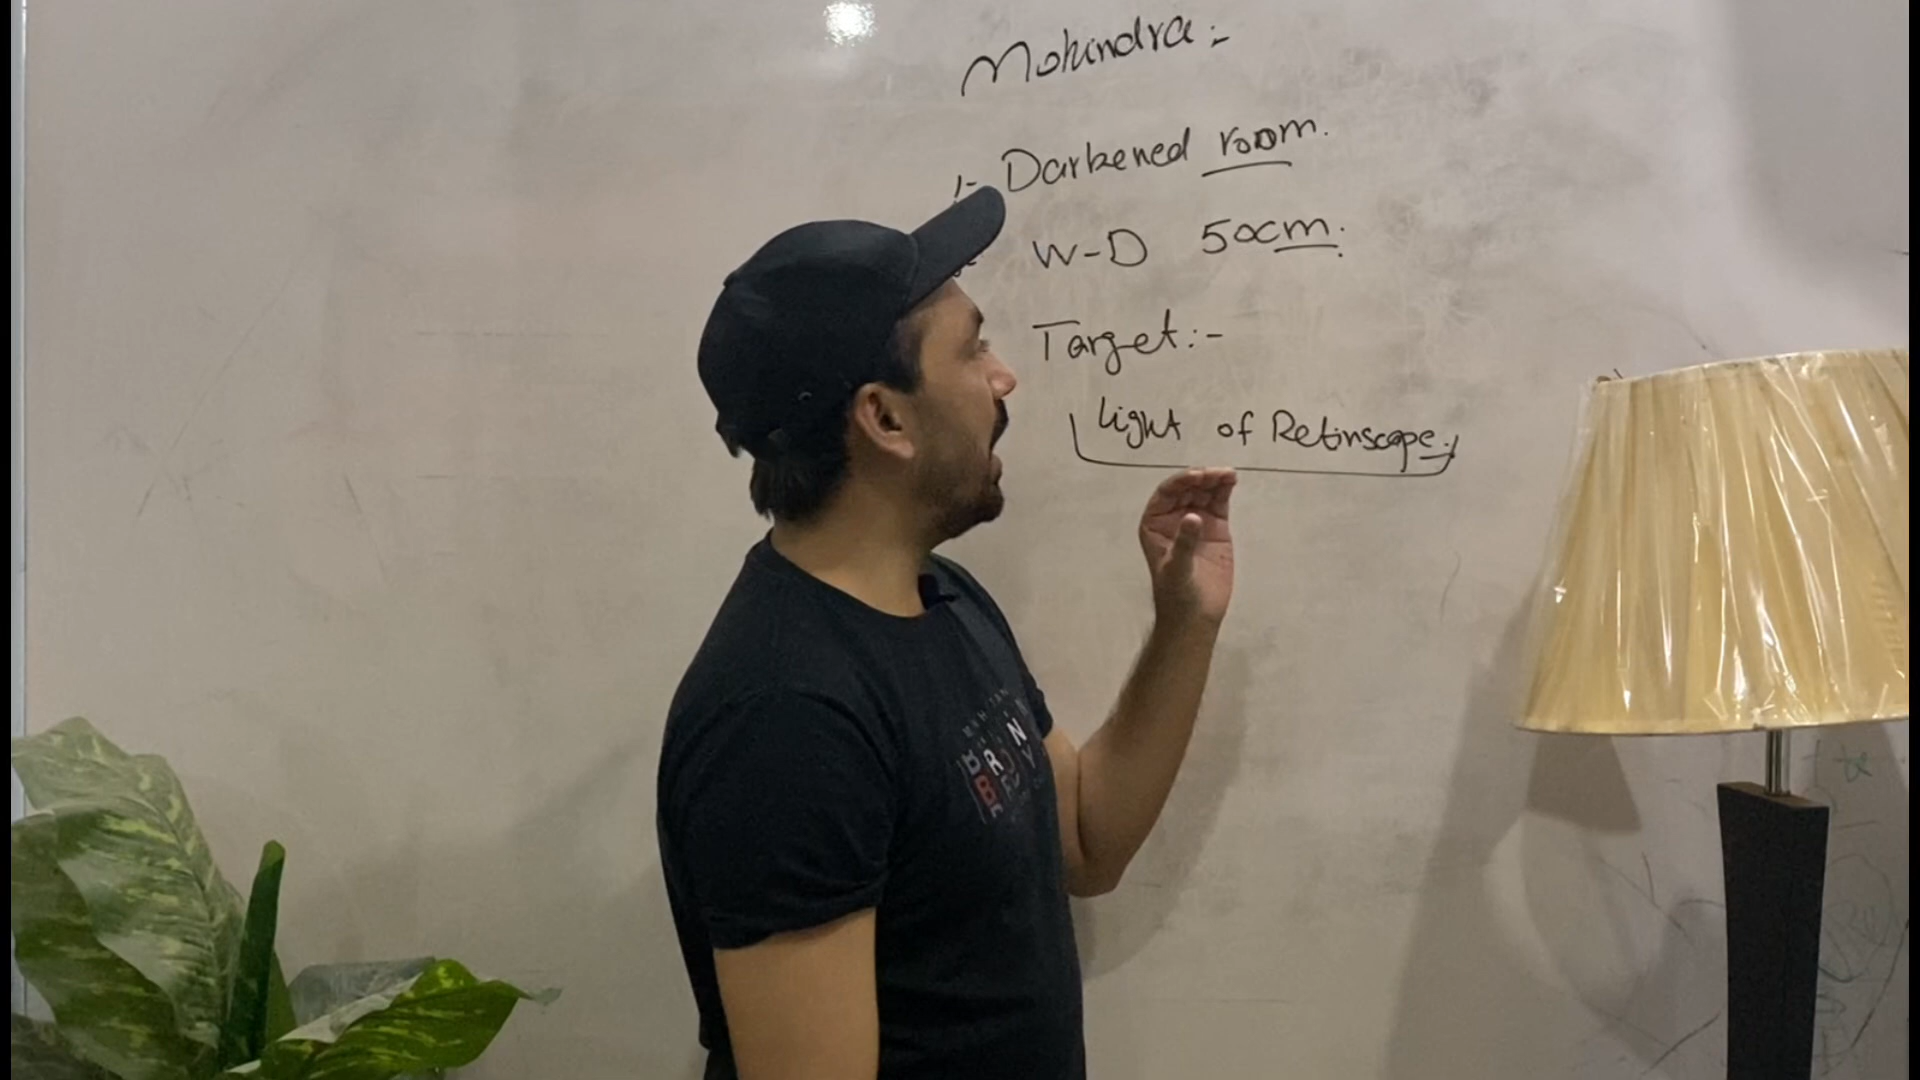 Mohindra :-
1- Darkened room.
W-D 50cm.
Target:-
Light of Retinscope.